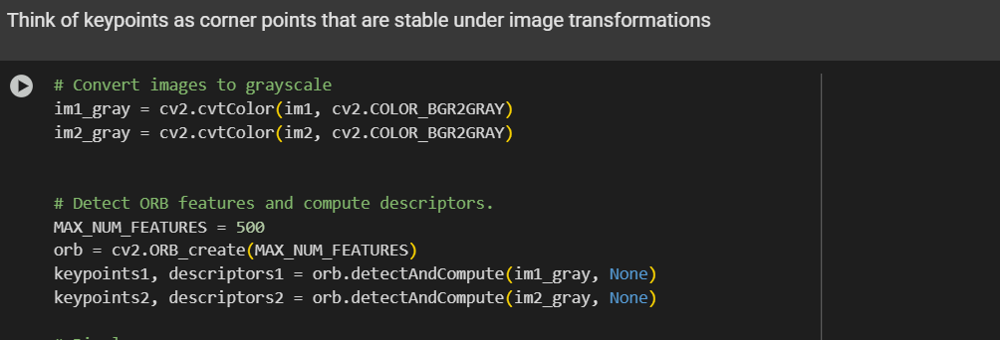 Think of keypoints as corner points that are stable under image transformations
# Convert images to grayscale
im1_gray = cv2.cvtColor(im1, cv2.COLOR_BGR2GRAY)
im2_gray = cv2.cvtColor(im2, cv2.COLOR_BGR2GRAY)
# Detect ORB features and compute descriptors.
MAX_NUM_FEATURES = 500
orb = cv2.ORB_create(MAX_NUM_FEATURES)
keypoints1, descriptors1 = orb.detectAndCompute(im1_gray, None)
keypoints2, descriptors2 = orb.detectAndCompute(im2_gray, None)